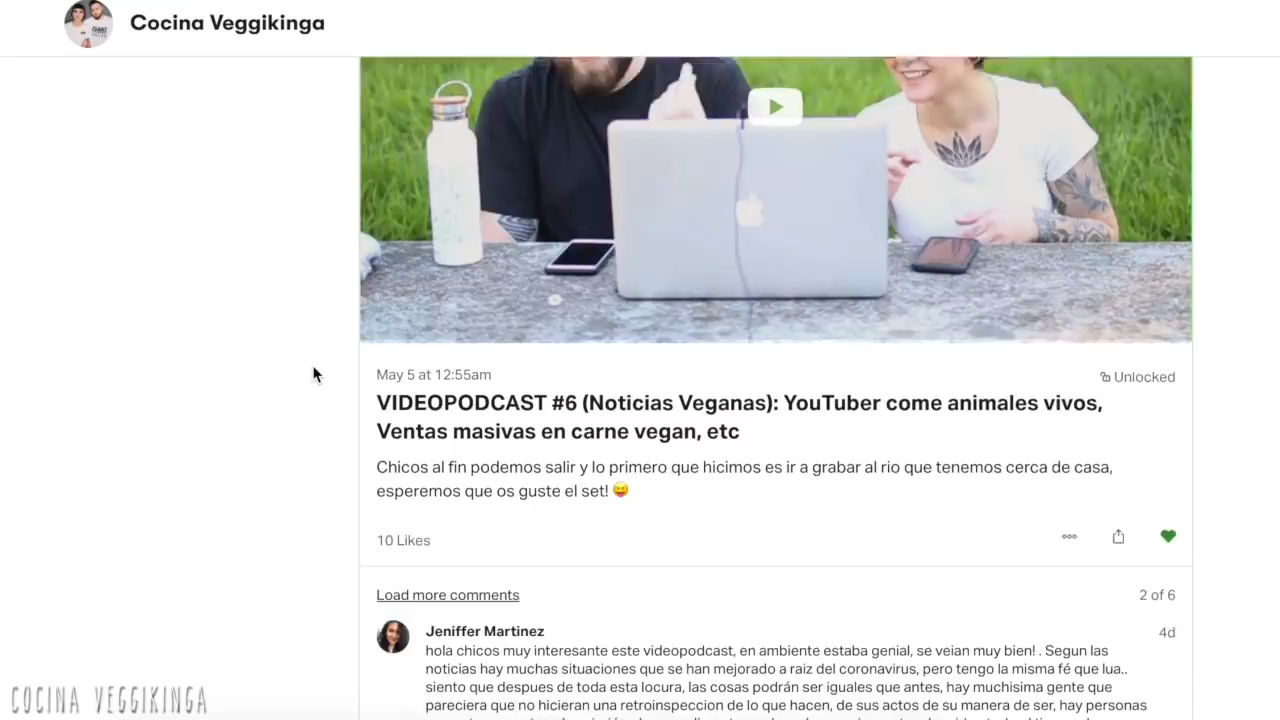 Cocina Veggikinga
May 5 at 12:55am
Unlocked
VIDEOPODCAST #6 (Noticias Veganas): YouTuber come animales vivos,
Ventas masivas en carne vegan, etc
Chicos al fin podemos salir y lo primero que hicimos es ir a grabar al rio que tenemos cerca de casa,
esperemos que os guste el set! 😝
10 Likes
Load more comments
2 of 6
Jeniffer Martinez
4d
hola chicos muy interesante este videopodcast, en ambiente estaba genial, se veian muy bien! . Segun las
noticias hay muchas situaciones que se han mejorado a raiz del coronavirus, pero tengo la misma fé que lua..
siento que despues de toda esta locura, las cosas podrán ser iguales que antes, hay muchisima gente que
pareciera que no hicieran una retroinspeccion de lo que hacen, de sus actos de su manera de ser, hay personas
COCINA VEGGIKINGA